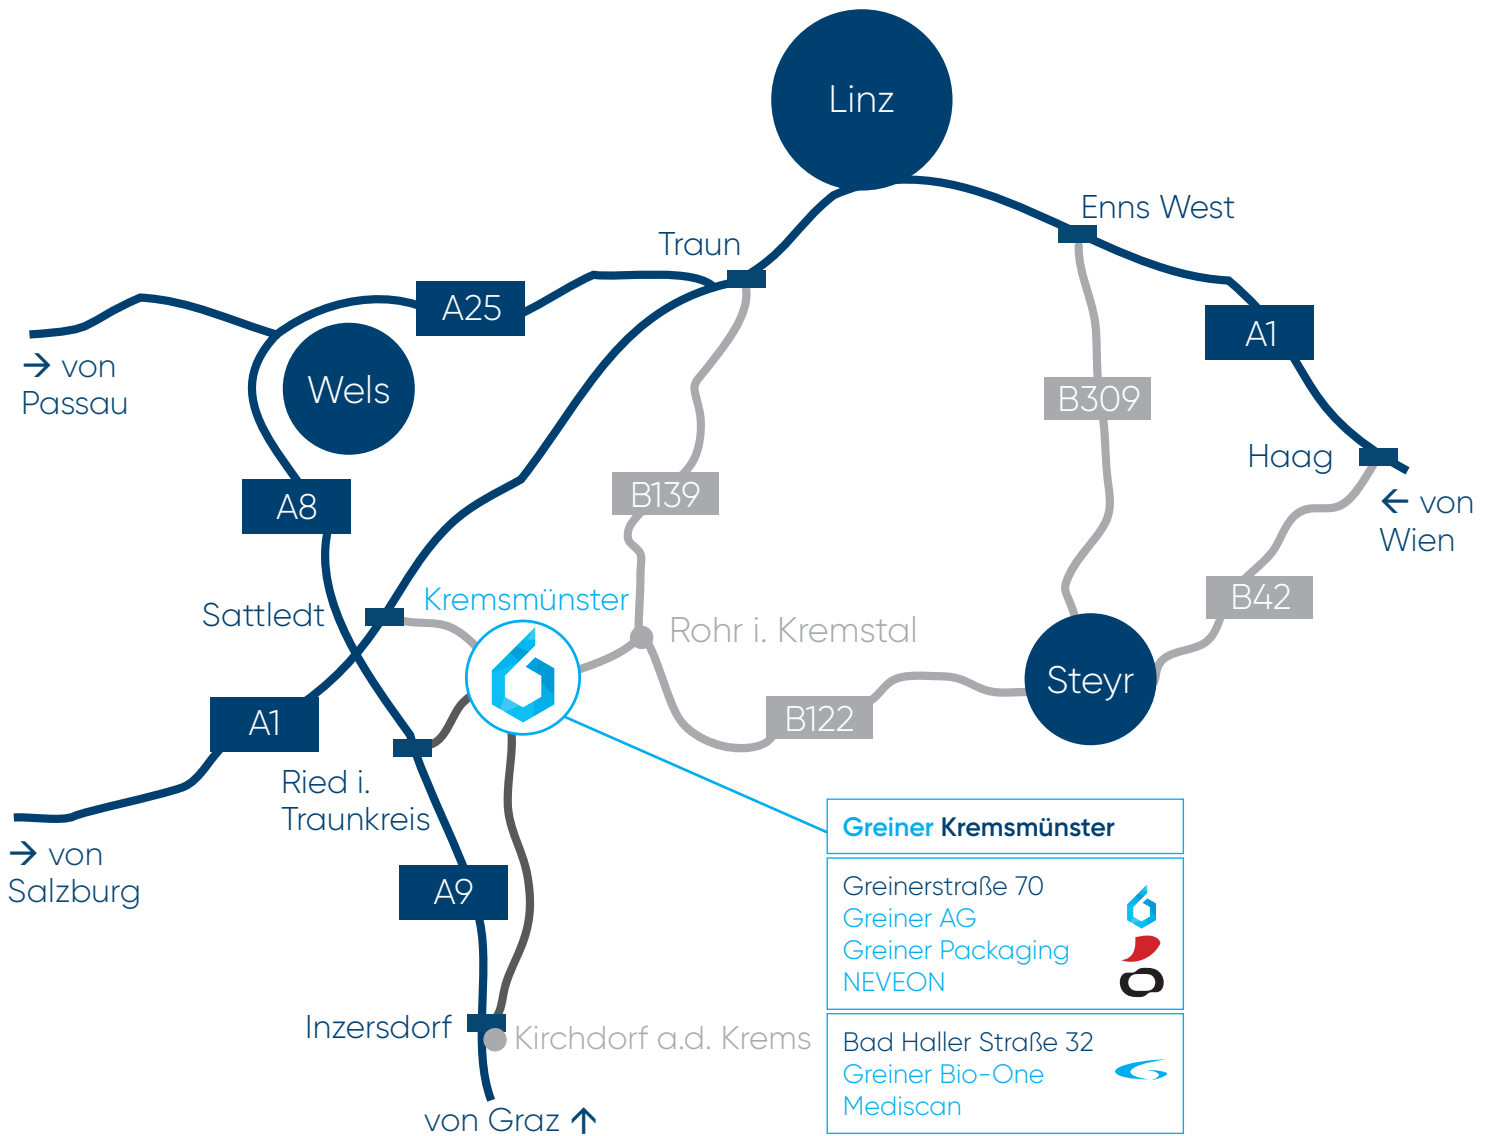 Linz
Enns West
Traun
A25
A1
→ von
Passau
Wels
B309
B139
Haag
A8
← von
Wien
Kremsmünster
Sattledt
B42
Rohr i. Kremstal
Steyr
A1
B122
Ried i.
Traunkreis
→ von
Salzburg
A9
Inzersdorf
Kirchdorf a.d. Krems
von Graz ↑
Greiner Kremsmünster
Greinerstraße 70
Greiner AG
Greiner Packaging
NEVEON
Bad Haller Straße 32
Greiner Bio-One
Mediscan